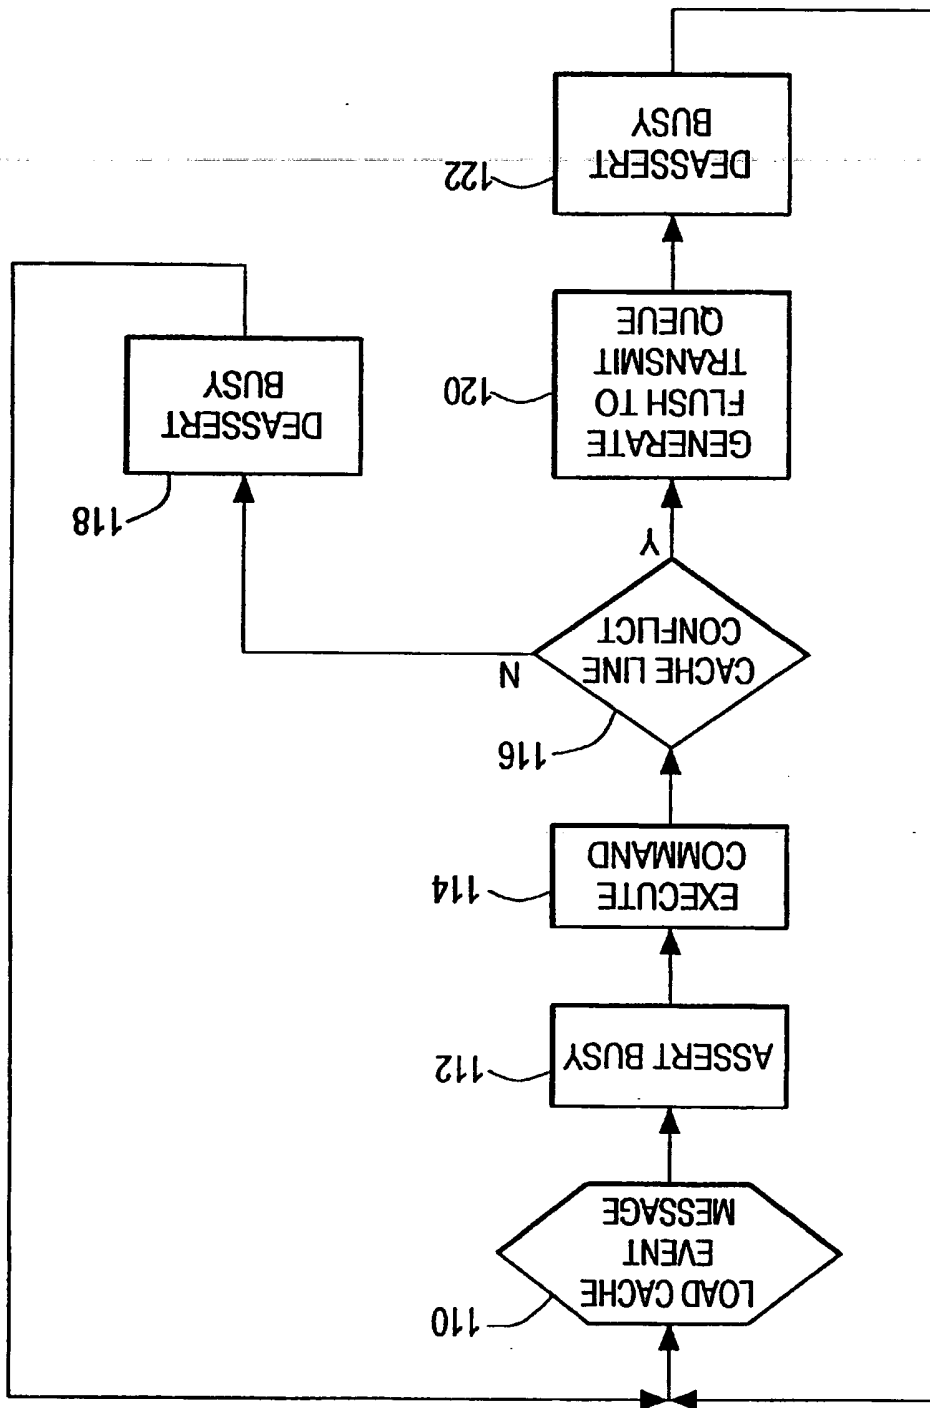 LOAD CACHE
EVENT
MESSAGE
110
ASSERT BUSY
112
EXECUTE
COMMAND
114
CACHE LINE
CONFLICT
116
N
Y
DEASSERT
BUSY
118
GENERATE
FLUSH TO
TRANSMIT
QUEUE
120
DEASSERT
BUSY
122